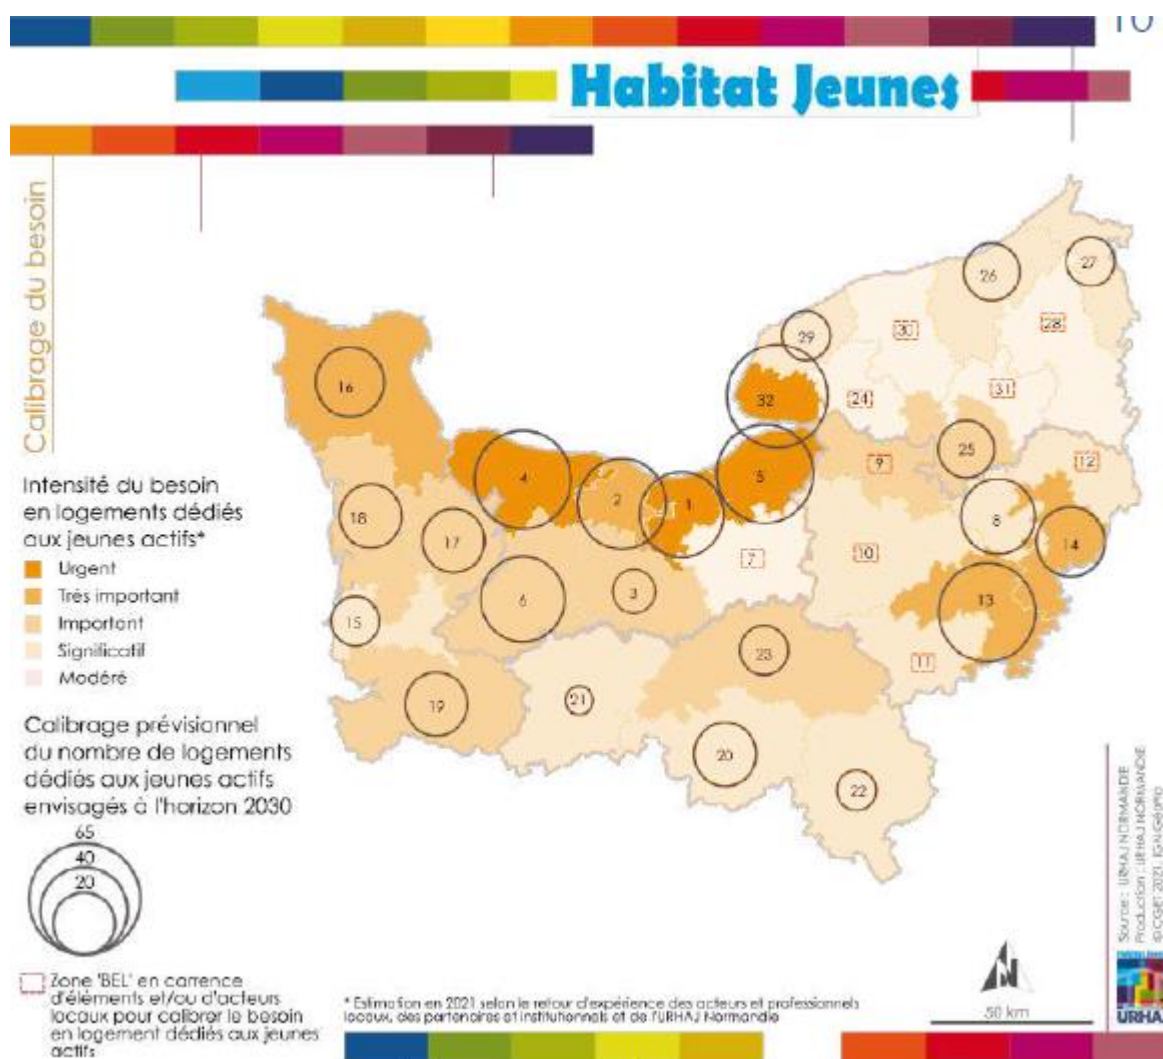 10
Habitat Jeunes
Calibrage du besoin
Intensité du besoin
en logements dédiés
aux jeunes actifs*
Urgent
Très important
Important
Significatif
Modéré
Calibrage prévisionnel
du nombre de logements
dédiés aux jeunes actifs
envisagés à l'horizon 2030
65
40
20
Zone 'BEL' en carrence
d'éléments et/ou d'acteurs
locaux pour calibrer le besoin
en logement dédiés aux jeunes
actifs
27
26
28
30
29
31
24
32
16
25
12
9
4
5
2
1
18
8
17
14
10
7
6
3
13
15
23
11
21
19
20
22
* Estimation en 2021 selon le retour d'expérience des acteurs et professionnels
locaux, des partenaires et institutionnels et de l'URHAJ Normandie
50 km
N
Source : URHAJ NORMANDIE
Production : URHAJ NORMANDIE
© CGET 2021, IGN Géofla
URHAJ